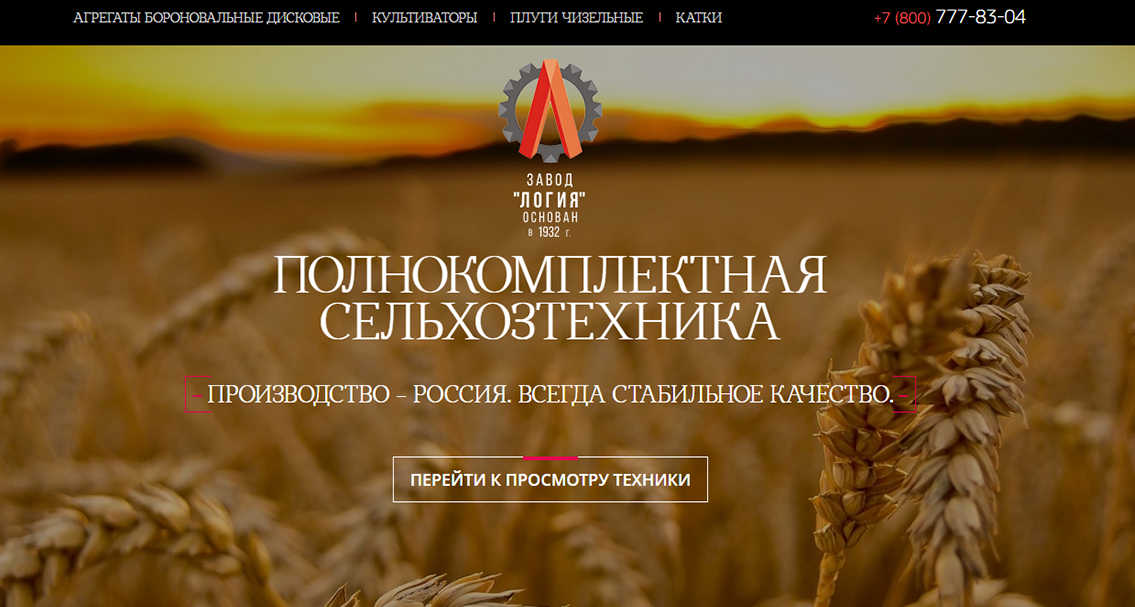 АГРЕГАТЫ БОРОНОВАЛЬНЫЕ ДИСКОВЫЕ | КУЛЬТИВАТОРЫ | ПЛУГИ ЧИЗЕЛЬНЫЕ | КАТКИ +7 (800) 777-83-04
ЗАВОД
"ЛОГИЯ"
ОСНОВАН
в 1932 г.
ПОЛНОКОМПЛЕКТНАЯ
СЕЛЬХОЗТЕХНИКА
– ПРОИЗВОДСТВО – РОССИЯ. ВСЕГДА СТАБИЛЬНОЕ КАЧЕСТВО. –
ПЕРЕЙТИ К ПРОСМОТРУ ТЕХНИКИ